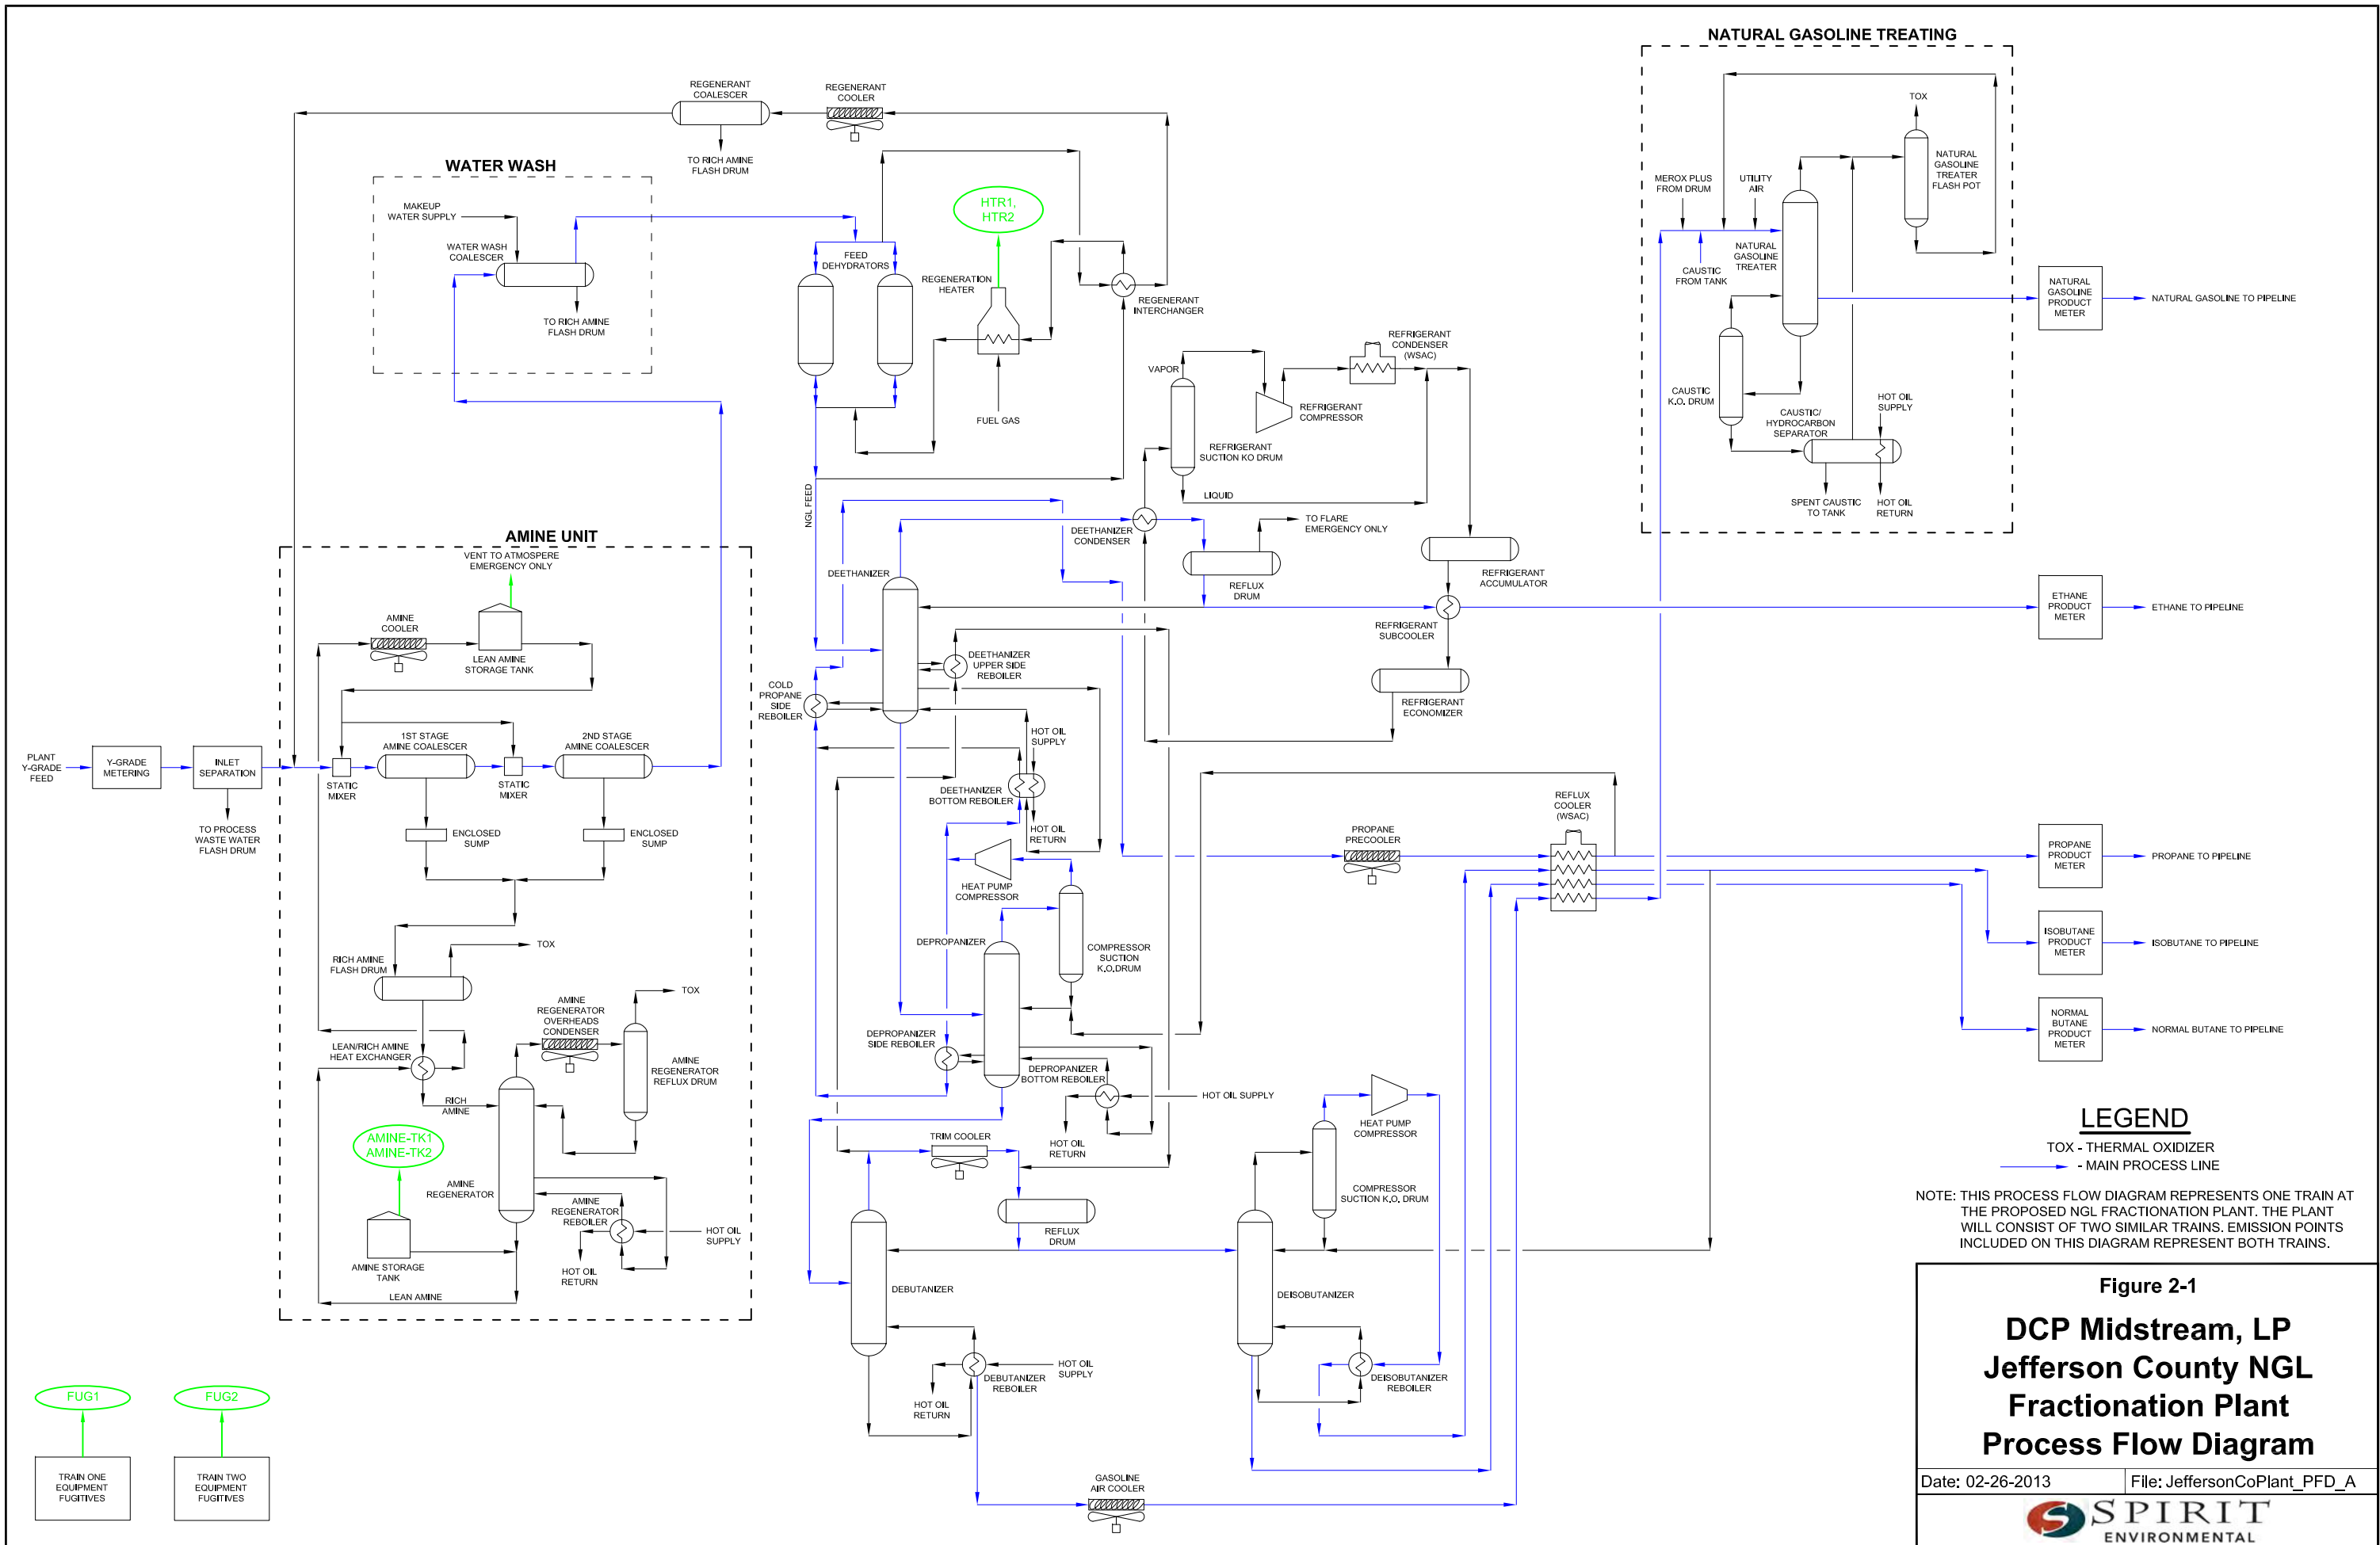 NATURAL GASOLINE TREATING
REGENERANT
COALESCER
REGENERANT
COOLER
TO RICH AMINE
FLASH DRUM
WATER WASH
MAKEUP
WATER SUPPLY
WATER WASH
COALESCER
TO RICH AMINE
FLASH DRUM
FEED
DEHYDRATORS
HTR1,
HTR2
REGENERATION
HEATER
FUEL GAS
REGENERANT
INTERCHANGER
NGL FEED
VAPOR
REFRIGERANT
CONDENSER
(WSAC)
REFRIGERANT
COMPRESSOR
REFRIGERANT
SUCTION KO DRUM
LIQUID
TOX
NATURAL
GASOLINE
TREATER
FLASH POT
MEROX PLUS
FROM DRUM
UTILITY
AIR
CAUSTIC
FROM TANK
NATURAL
GASOLINE
TREATER
CAUSTIC
K.O. DRUM
CAUSTIC/
HYDROCARBON
SEPARATOR
HOT OIL
SUPPLY
SPENT CAUSTIC
TO TANK
HOT OIL
RETURN
NATURAL
GASOLINE
PRODUCT
METER
NATURAL GASOLINE TO PIPELINE
AMINE UNIT
VENT TO ATMOSPERE
EMERGENCY ONLY
AMINE
COOLER
LEAN AMINE
STORAGE TANK
DEETHANIZER
DEETHANIZER
CONDENSER
TO FLARE
EMERGENCY ONLY
REFLUX
DRUM
REFRIGERANT
ACCUMULATOR
REFRIGERANT
SUBCOOLER
REFRIGERANT
ECONOMIZER
ETHANE
PRODUCT
METER
ETHANE TO PIPELINE
DEETHANIZER
UPPER SIDE
REBOILER
COLD
PROPANE
SIDE
REBOILER
HOT OIL
SUPPLY
DEETHANIZER
BOTTOM REBOILER
HOT OIL
RETURN
PLANT
Y-GRADE
FEED
Y-GRADE
METERING
INLET
SEPARATION
TO PROCESS
WASTE WATER
FLASH DRUM
STATIC
MIXER
1ST STAGE
AMINE COALESCER
STATIC
MIXER
2ND STAGE
AMINE COALESCER
ENCLOSED
SUMP
ENCLOSED
SUMP
HEAT PUMP
COMPRESSOR
PROPANE
PRECOOLER
REFLUX
COOLER
(WSAC)
PROPANE
PRODUCT
METER
PROPANE TO PIPELINE
ISOBUTANE
PRODUCT
METER
ISOBUTANE TO PIPELINE
NORMAL
BUTANE
PRODUCT
METER
NORMAL BUTANE TO PIPELINE
DEPROPANIZER
COMPRESSOR
SUCTION
K.O.DRUM
TOX
RICH AMINE
FLASH DRUM
AMINE
REGENERATOR
OVERHEADS
CONDENSER
TOX
LEAN/RICH AMINE
HEAT EXCHANGER
AMINE
REGENERATOR
REFLUX DRUM
RICH
AMINE
AMINE-TK1
AMINE-TK2
AMINE
REGENERATOR
AMINE
REGENERATOR
REBOILER
HOT OIL
SUPPLY
HOT OIL
RETURN
AMINE STORAGE
TANK
LEAN AMINE
DEPROPANIZER
SIDE REBOILER
DEPROPANIZER
BOTTOM REBOILER
HOT OIL SUPPLY
HOT OIL
RETURN
TRIM COOLER
REFLUX
DRUM
DEBUTANIZER
HOT OIL
SUPPLY
DEBUTANIZER
REBOILER
HOT OIL
RETURN
HEAT PUMP
COMPRESSOR
COMPRESSOR
SUCTION K.O. DRUM
DEISOBUTANIZER
DEISOBUTANIZER
REBOILER
GASOLINE
AIR COOLER
FUG1
FUG2
TRAIN ONE
EQUIPMENT
FUGITIVES
TRAIN TWO
EQUIPMENT
FUGITIVES
LEGEND
TOX - THERMAL OXIDIZER
- MAIN PROCESS LINE
NOTE: THIS PROCESS FLOW DIAGRAM REPRESENTS ONE TRAIN AT
THE PROPOSED NGL FRACTIONATION PLANT. THE PLANT
WILL CONSIST OF TWO SIMILAR TRAINS. EMISSION POINTS
INCLUDED ON THIS DIAGRAM REPRESENT BOTH TRAINS.
Figure 2-1
DCP Midstream, LP
Jefferson County NGL
Fractionation Plant
Process Flow Diagram
Date: 02-26-2013
File: JeffersonCoPlant_PFD_A
SPIRIT
ENVIRONMENTAL